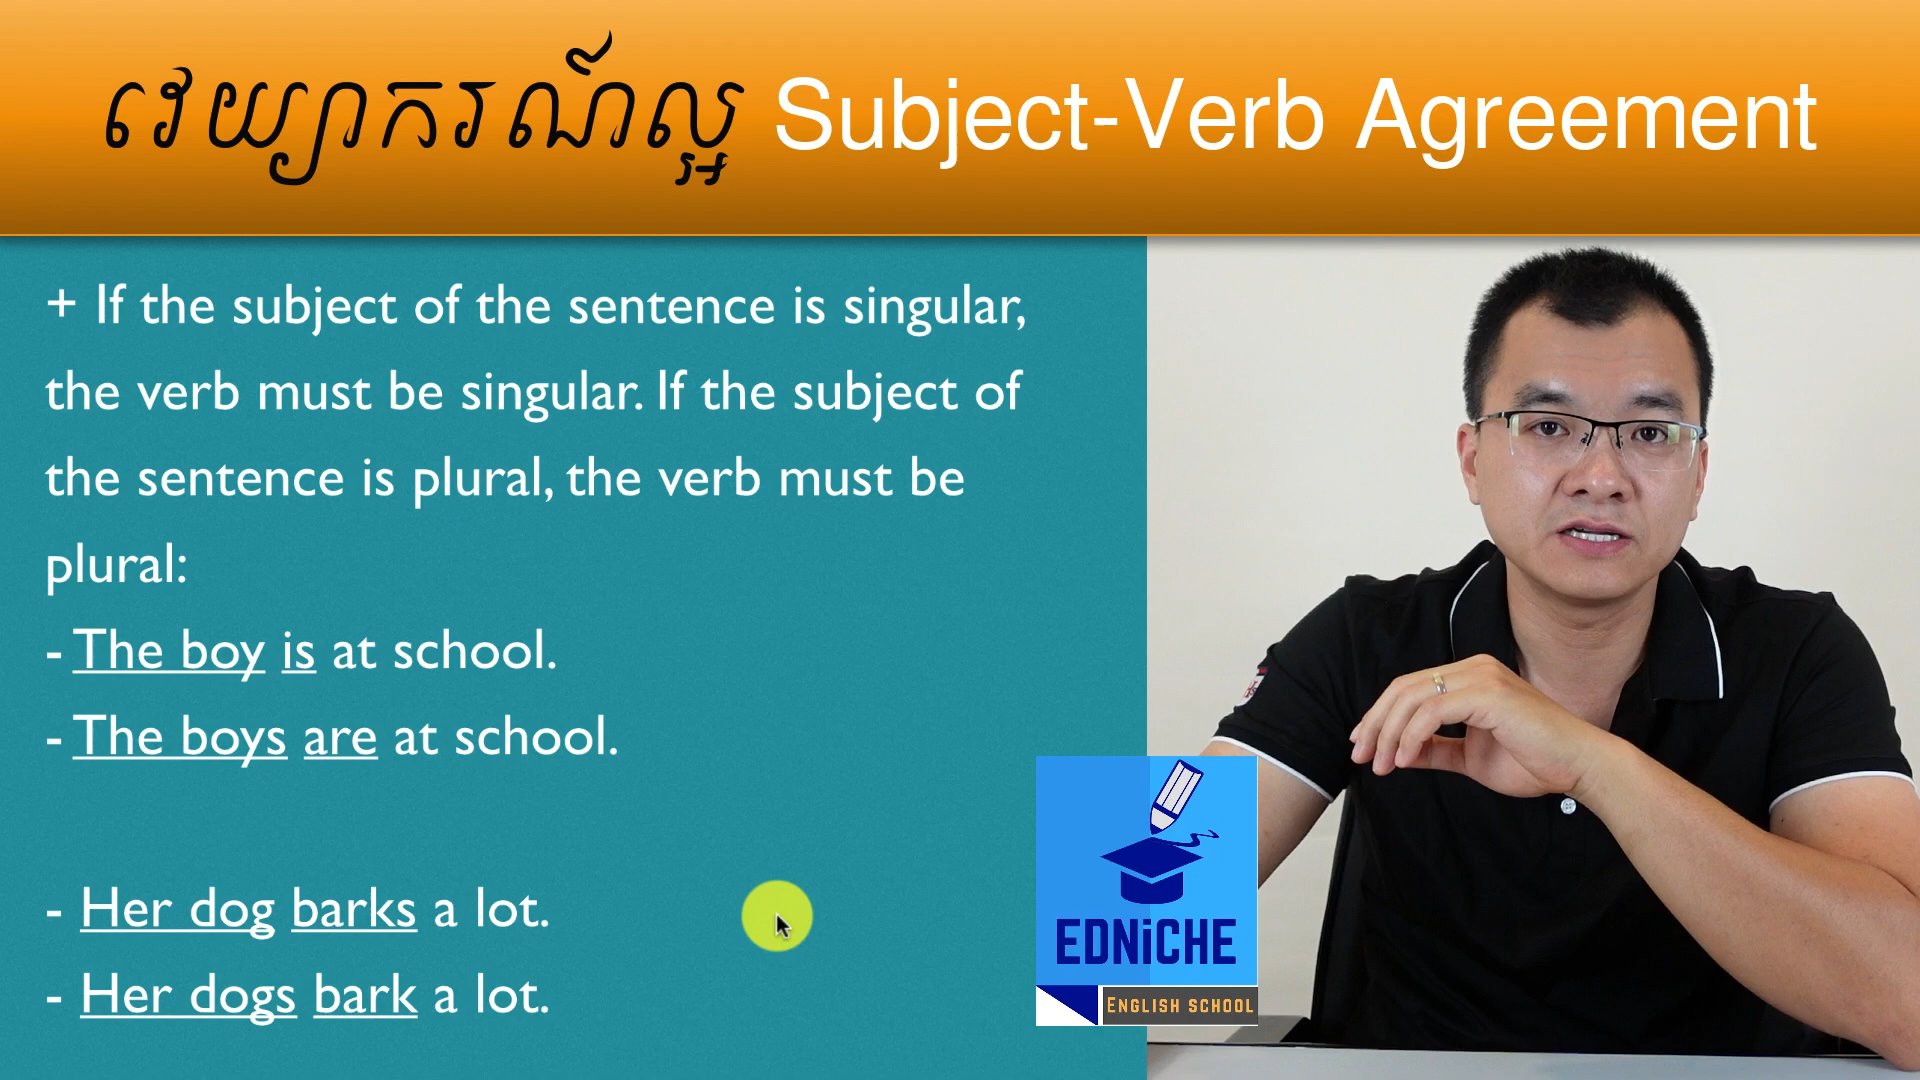 វេយ្យាករណ៍ល្អ Subject-Verb Agreement
+ If the subject of the sentence is singular,
the verb must be singular. If the subject of
the sentence is plural, the verb must be
plural:
- The boy is at school.
- The boys are at school.
- Her dog barks a lot.
- Her dogs bark a lot.
EDNiCHE
ENGLISH SCHOOL